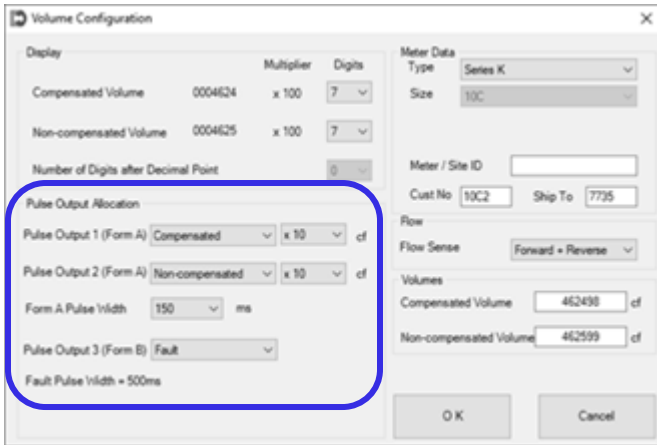 Volume Configuration
Display
Multiplier Digits
Compensated Volume 0004624 x 100 7
Non-compensated Volume 0004625 x 100 7
Number of Digits after Decimal Point 0
Pulse Output Allocation
Pulse Output 1 (Form A) Compensated x 10 cf
Pulse Output 2 (Form A) Non-compensated x 10 cf
Form A Pulse Width 150 ms
Pulse Output 3 (Form B) Fault
Fault Pulse Width = 500ms
Meter Data
Type Series K
Size 10C
Meter / Site ID
Cust No 10C2 Ship To 7735
Flow
Flow Sense Forward + Reverse
Volumes
Compensated Volume 462498 cf
Non-compensated Volume 462599 cf
OK Cancel